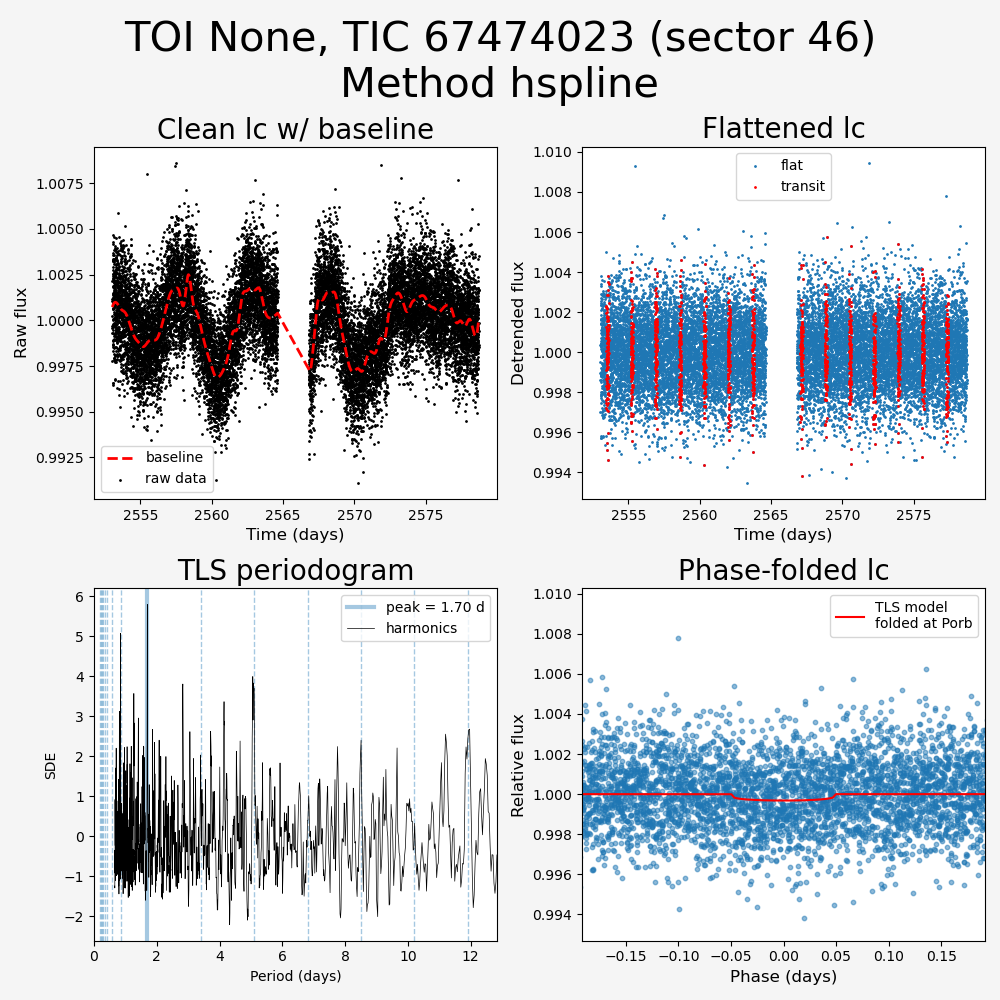 TOI None, TIC 67474023 (sector 46)
Method hspline
Clean lc w/ baseline
Raw flux
1.0075
1.0050
1.0025
1.0000
0.9975
0.9950
0.9925
baseline
raw data
2555
2560
2565
2570
2575
Time (days)
Flattened lc
Detrended flux
1.010
1.008
1.006
1.004
1.002
1.000
0.998
0.996
0.994
flat
transit
2555
2560
2565
2570
2575
Time (days)
TLS periodogram
SDE
6
5
4
3
2
1
0
−1
−2
peak = 1.70 d
harmonics
0
2
4
6
8
10
12
Period (days)
Phase-folded lc
Relative flux
1.010
1.008
1.006
1.004
1.002
1.000
0.998
0.996
0.994
TLS model
folded at Porb
−0.15
−0.10
−0.05
0.00
0.05
0.10
0.15
Phase (days)